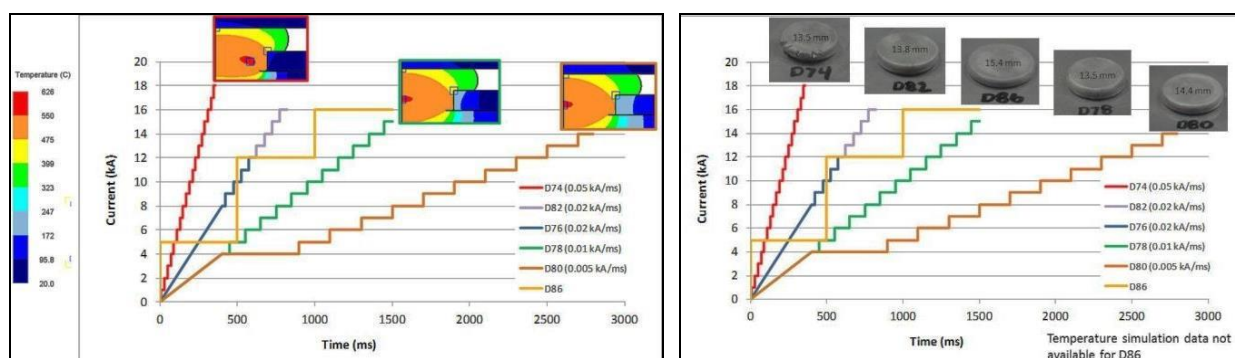 Temperature (C)
626
550
475
399
323
247
172
95.8
20.0
Current (kA)
20
18
16
14
12
10
8
6
4
2
0
0 500 1000 1500 2000 2500 3000
Time (ms)
D74 (0.05 kA/ms)
D82 (0.02 kA/ms)
D76 (0.02 kA/ms)
D78 (0.01 kA/ms)
D80 (0.005 kA/ms)
D86
13.5 mm
D74
13.8 mm
D82
15.4 mm
D86
13.5 mm
D78
14.4 mm
D80
Current (kA)
20
18
16
14
12
10
8
6
4
2
0
0 500 1000 1500 2000 2500 3000
Time (ms)
D74 (0.05 kA/ms)
D82 (0.02 kA/ms)
D76 (0.02 kA/ms)
D78 (0.01 kA/ms)
D80 (0.005 kA/ms)
D86
Temperature simulation data not
available for D86